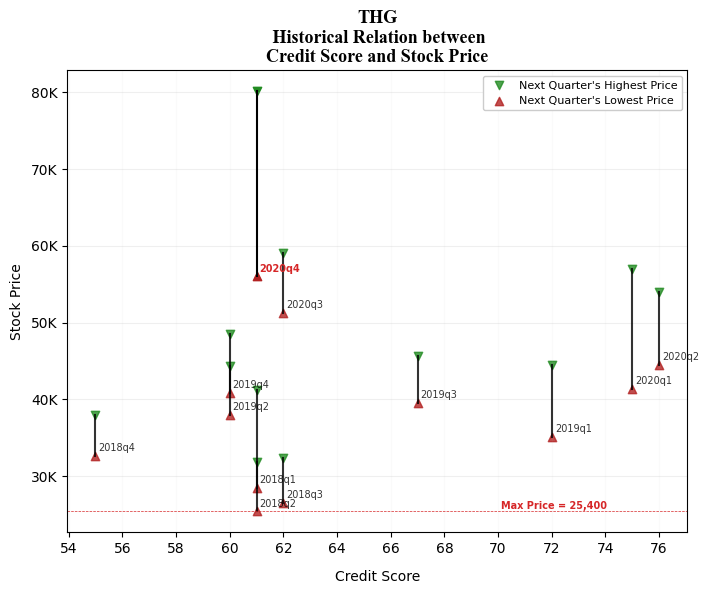 THG
Historical Relation between
Credit Score and Stock Price
Next Quarter's Highest Price
Next Quarter's Lowest Price
80K
70K
60K
50K
40K
30K
Stock Price
2020q4
2020q3
2020q2
2020q1
2019q4
2019q3
2019q2
2019q1
2018q4
2018q1
2018q3
2018q2
Max Price = 25,400
54 56 58 60 62 64 66 68 70 72 74 76
Credit Score